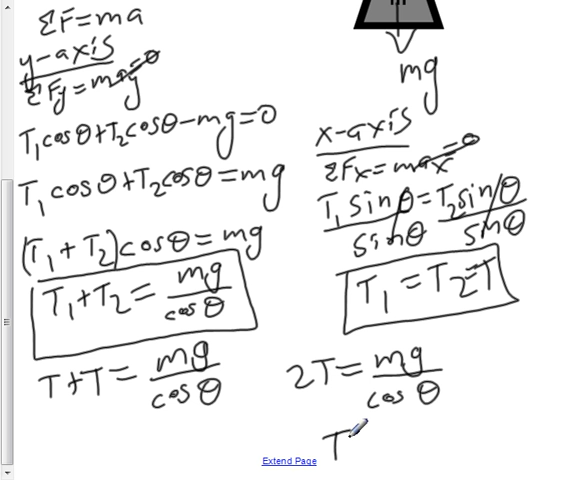 ΣF=ma
y-axis
ΣFy=may=0
T₁cosθ+T₂cosθ-mg=0
T₁cosθ+T₂cosθ=mg
(T₁+T₂)cosθ=mg
T₁+T₂=mg/cosθ
T+T=mg/cosθ
mg
x-axis
ΣFx=max=0
T₁sinθ/sinθ=T₂sinθ/sinθ
T₁=T₂=T
2T=mg/cosθ
T
Extend Page